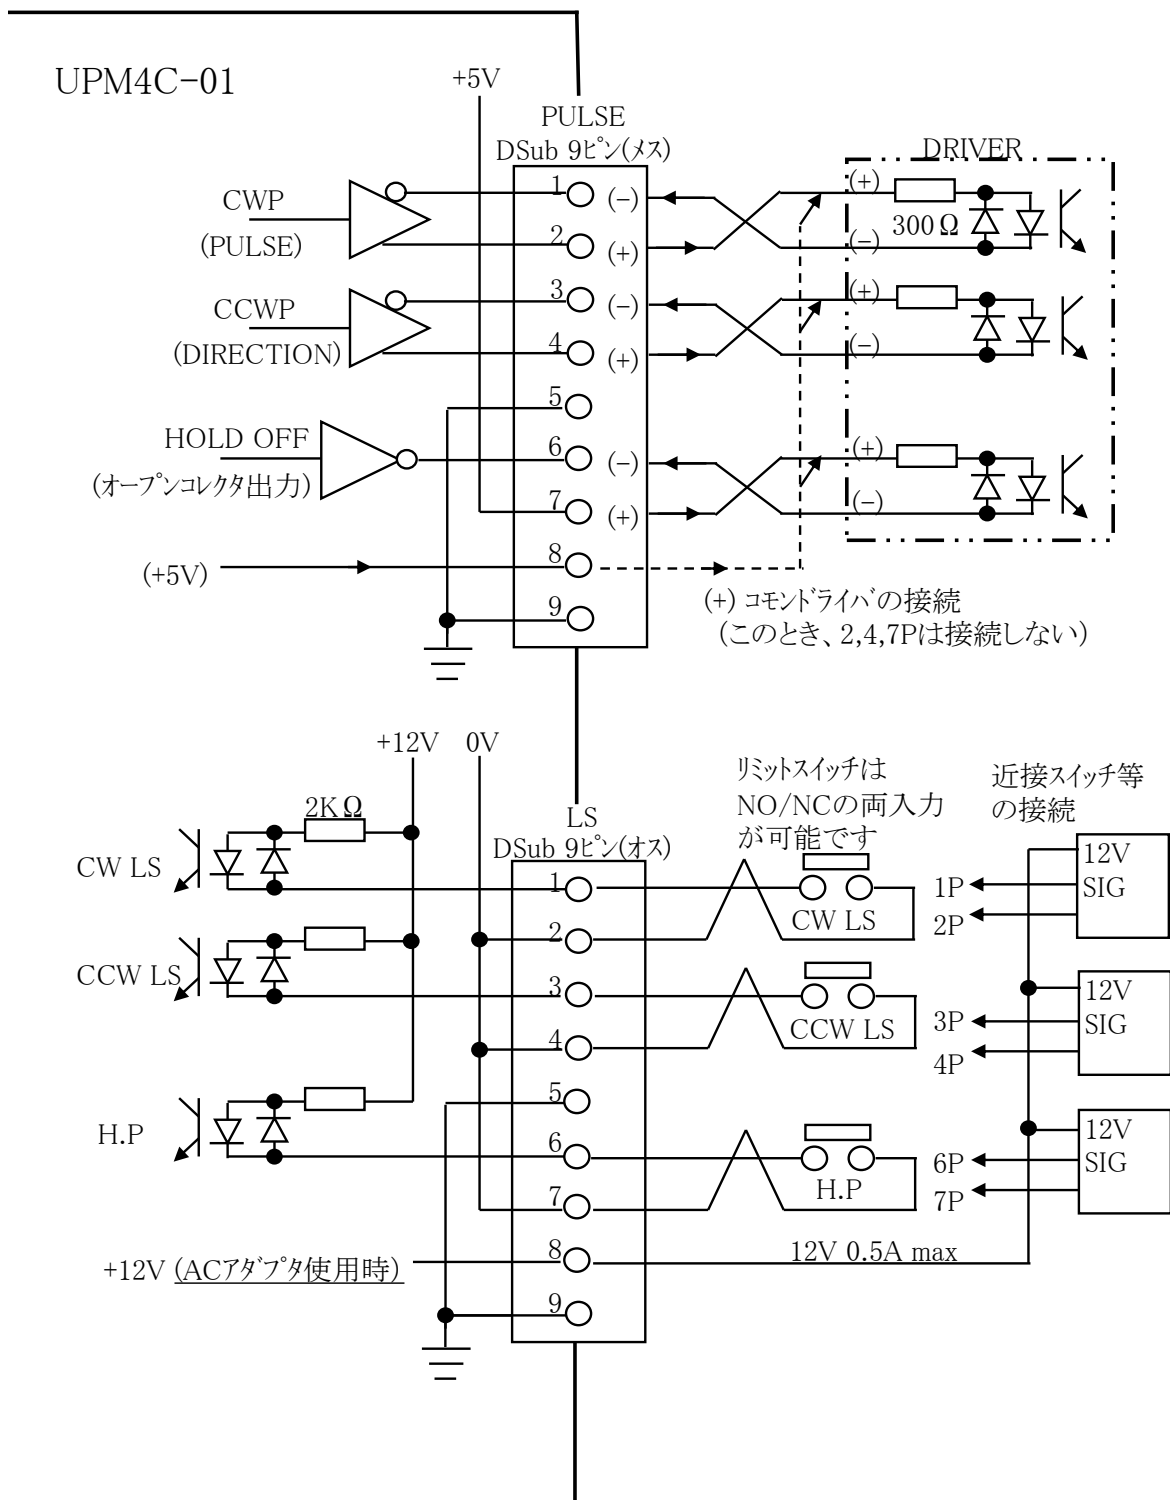 UPM4C-01
+5V
PULSE
DSub 9ピン(メス)
DRIVER
CWP
(PULSE)
1
(-)
2
(+)
(+)
300Ω
(-)
CCWP
(DIRECTION)
3
(-)
4
(+)
(+)
(-)
5
HOLD OFF
(オープンコレクタ出力)
6
(-)
7
(+)
(+)
(-)
(+5V)
8
9
(+) コモンドライバの接続
(このとき、2,4,7Pは接続しない)
+12V
0V
LS
DSub 9ピン(オス)
リミットスイッチは
NO/NCの両入力
が可能です
近接スイッチ等
の接続
2KΩ
CW LS
1
2
CW LS
1P
2P
12V
SIG
CCW LS
3
4
CCW LS
3P
4P
12V
SIG
5
H.P
6
7
H.P
6P
7P
12V
SIG
+12V (ACアダプタ使用時)
8
12V 0.5A max
9